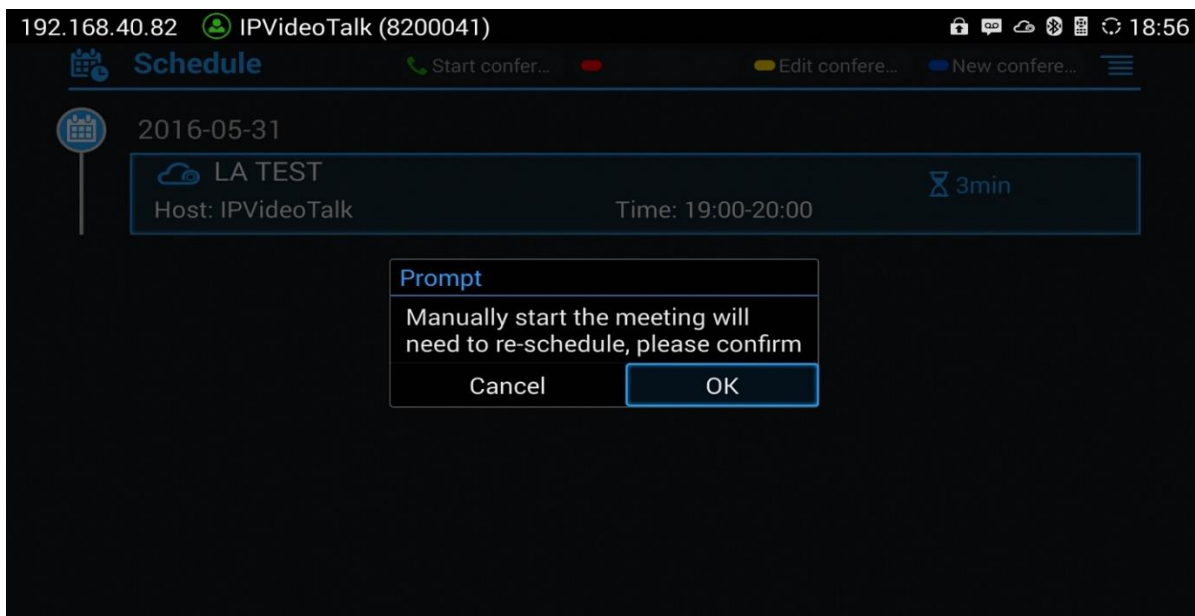 192.168.40.82 IPVideoTalk (8200041) 18:56
Schedule Start confer... Edit confere... New confere...
2016-05-31
LA TEST
3min
Host: IPVideoTalk Time: 19:00-20:00
Prompt
Manually start the meeting will
need to re-schedule, please confirm
Cancel OK